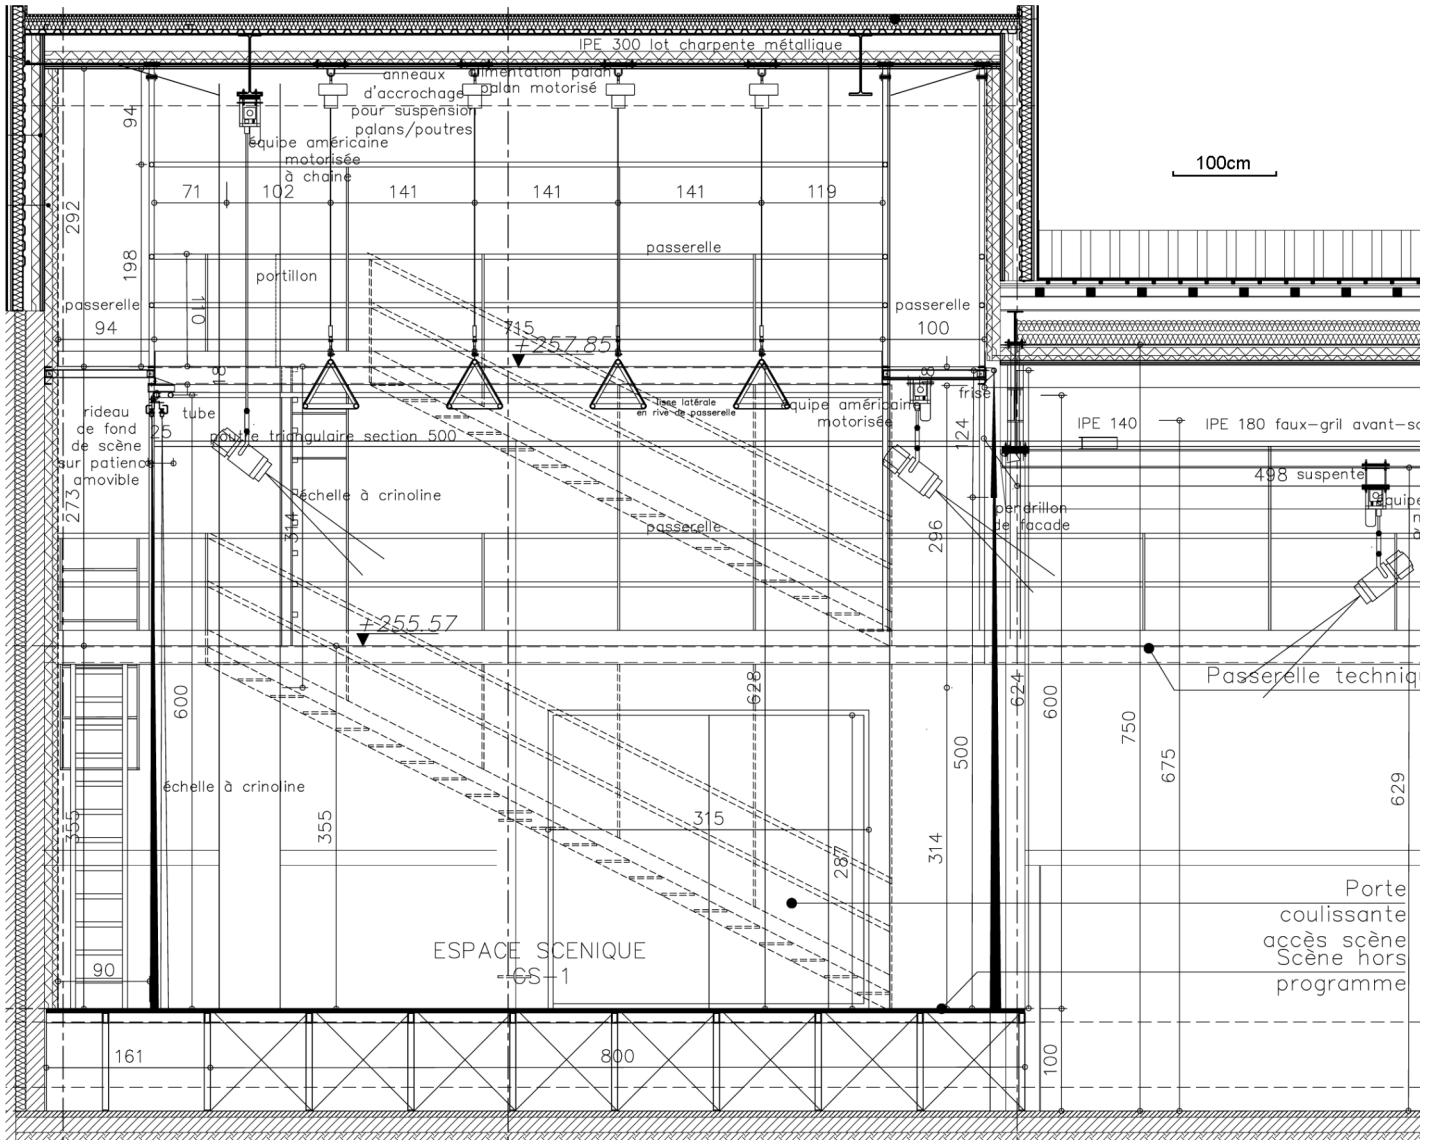 IPE 300 lot charpente métallique
anneaux
d'accrochage
pour suspension
palans/poutres
alimentation palan
palan motorisé
94
équipe américaine
motorisée
à chaine
100cm
71
102
141
141
141
119
292
198
passerelle
portillon
110
passerelle
94
passerelle
100
715
+257.85
18
18
rideau
de fond
de scène
sur patience
amovible
tube
25
poutre triangulaire section 500
lisse latérale
en rive de passerelle
équipe américaine
motorisée
frise
124
IPE 140
IPE 180 faux-gril avant-sc
498
suspente
équipe
273
échelle à crinoline
314
passerelle
296
pendrillon
de facade
+255.57
600
628
624
600
Passerelle techniqu
750
675
629
500
échelle à crinoline
355
355
315
287
314
Porte
coulissante
accès scène
Scène hors
programme
ESPACE SCENIQUE
CS-1
90
161
800
100